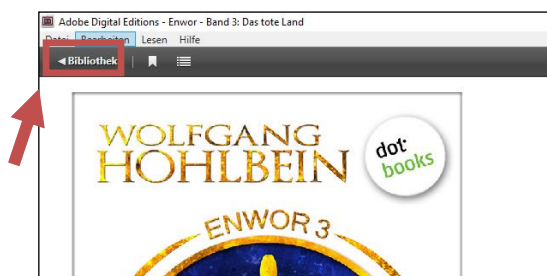 Adobe Digital Editions - Enwor - Band 3: Das tote Land
Datei Bearbeiten Lesen Hilfe
◄Bibliothek
WOLFGANG
HOHLBEIN
dot
books
ENWOR 3